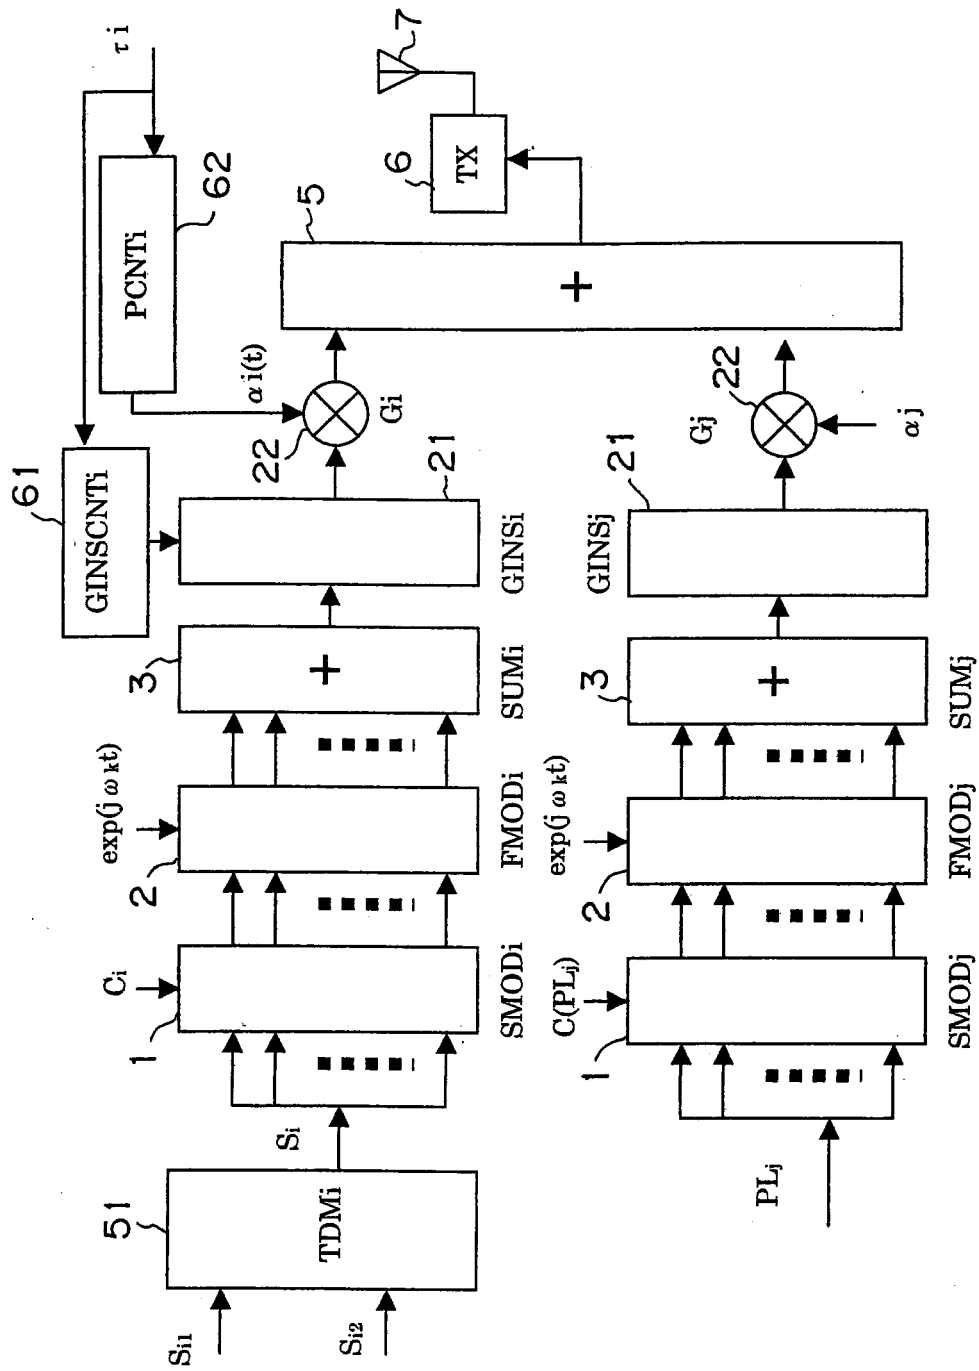 τi
61
GINSCNTi
PCNTi
62
αi(t)
7
TX
6
5
+
22
Gi
21
GINSi
3
+
SUMi
exp(jωkt)
2
FMODi
Ci
1
SMODi
Si
51
TDMi
Si1
Si2
Gj
22
αj
21
GINSj
3
+
SUMj
exp(jωkt)
2
FMODj
C(PLj)
1
SMODj
PLj